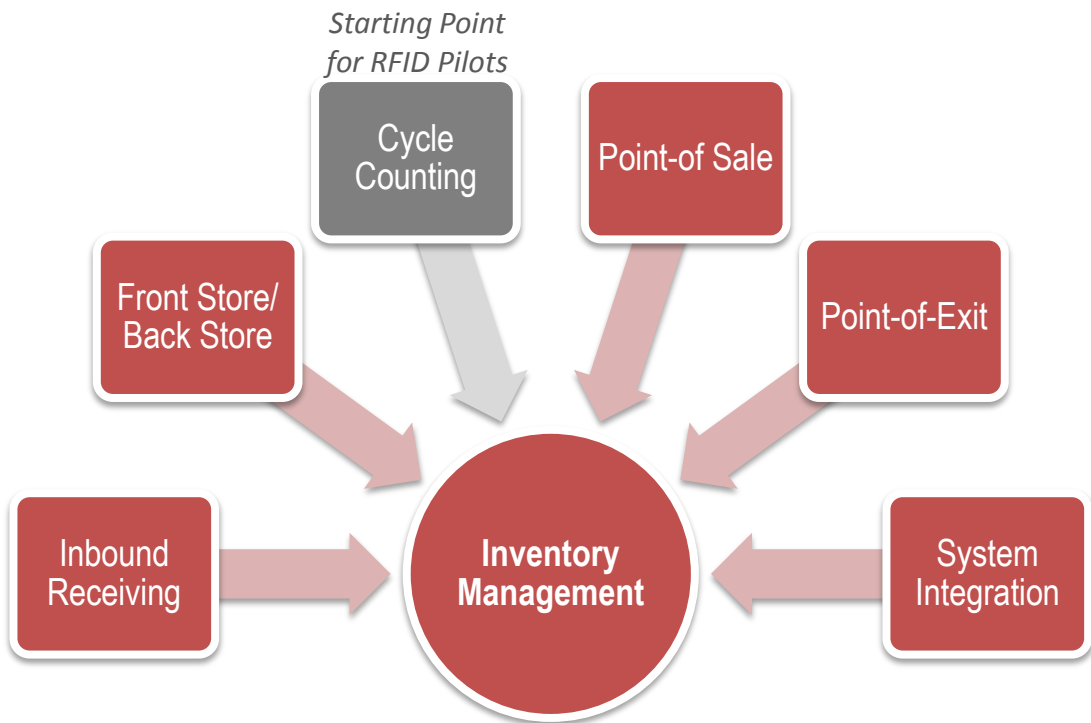 Starting Point
for RFID Pilots
Cycle
Counting
Point-of Sale
Front Store/
Back Store
Point-of-Exit
Inbound
Receiving
Inventory
Management
System
Integration